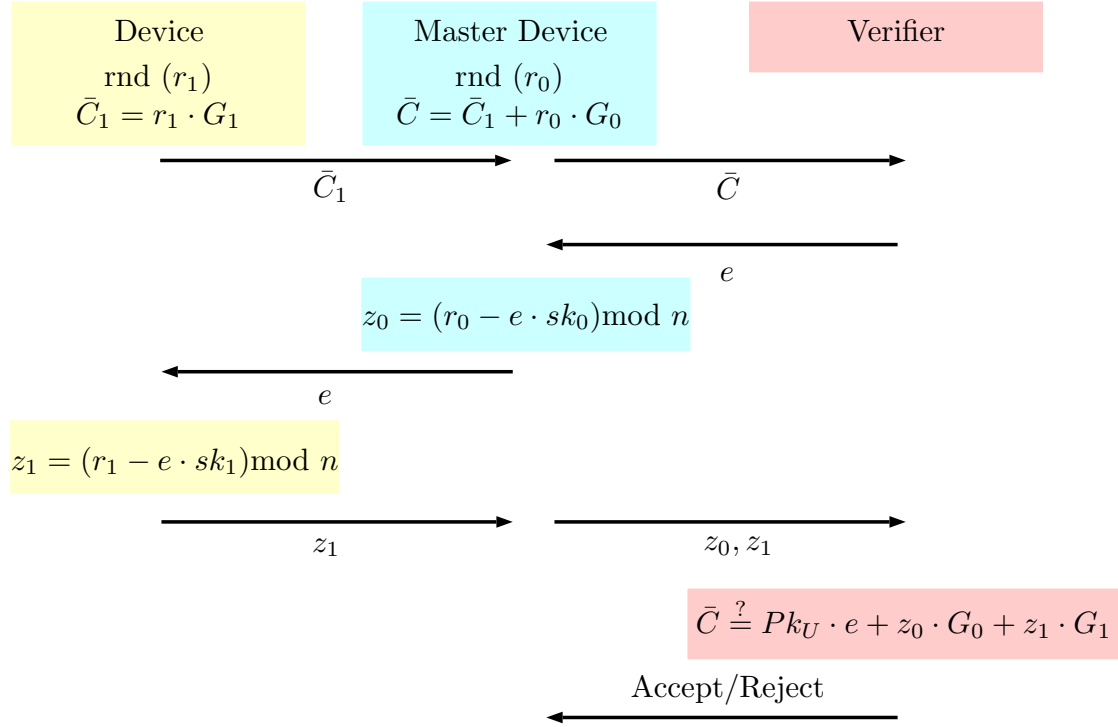 Device
rnd (r₁)
C̄₁ = r₁ · G₁
Master Device
rnd (r₀)
C̄ = C̄₁ + r₀ · G₀
Verifier
C̄₁
C̄
e
z₀ = (r₀ − e · sk₀)mod n
e
z₁ = (r₁ − e · sk₁)mod n
z₁
z₀, z₁
C̄ ≟ Pk_U · e + z₀ · G₀ + z₁ · G₁
Accept/Reject